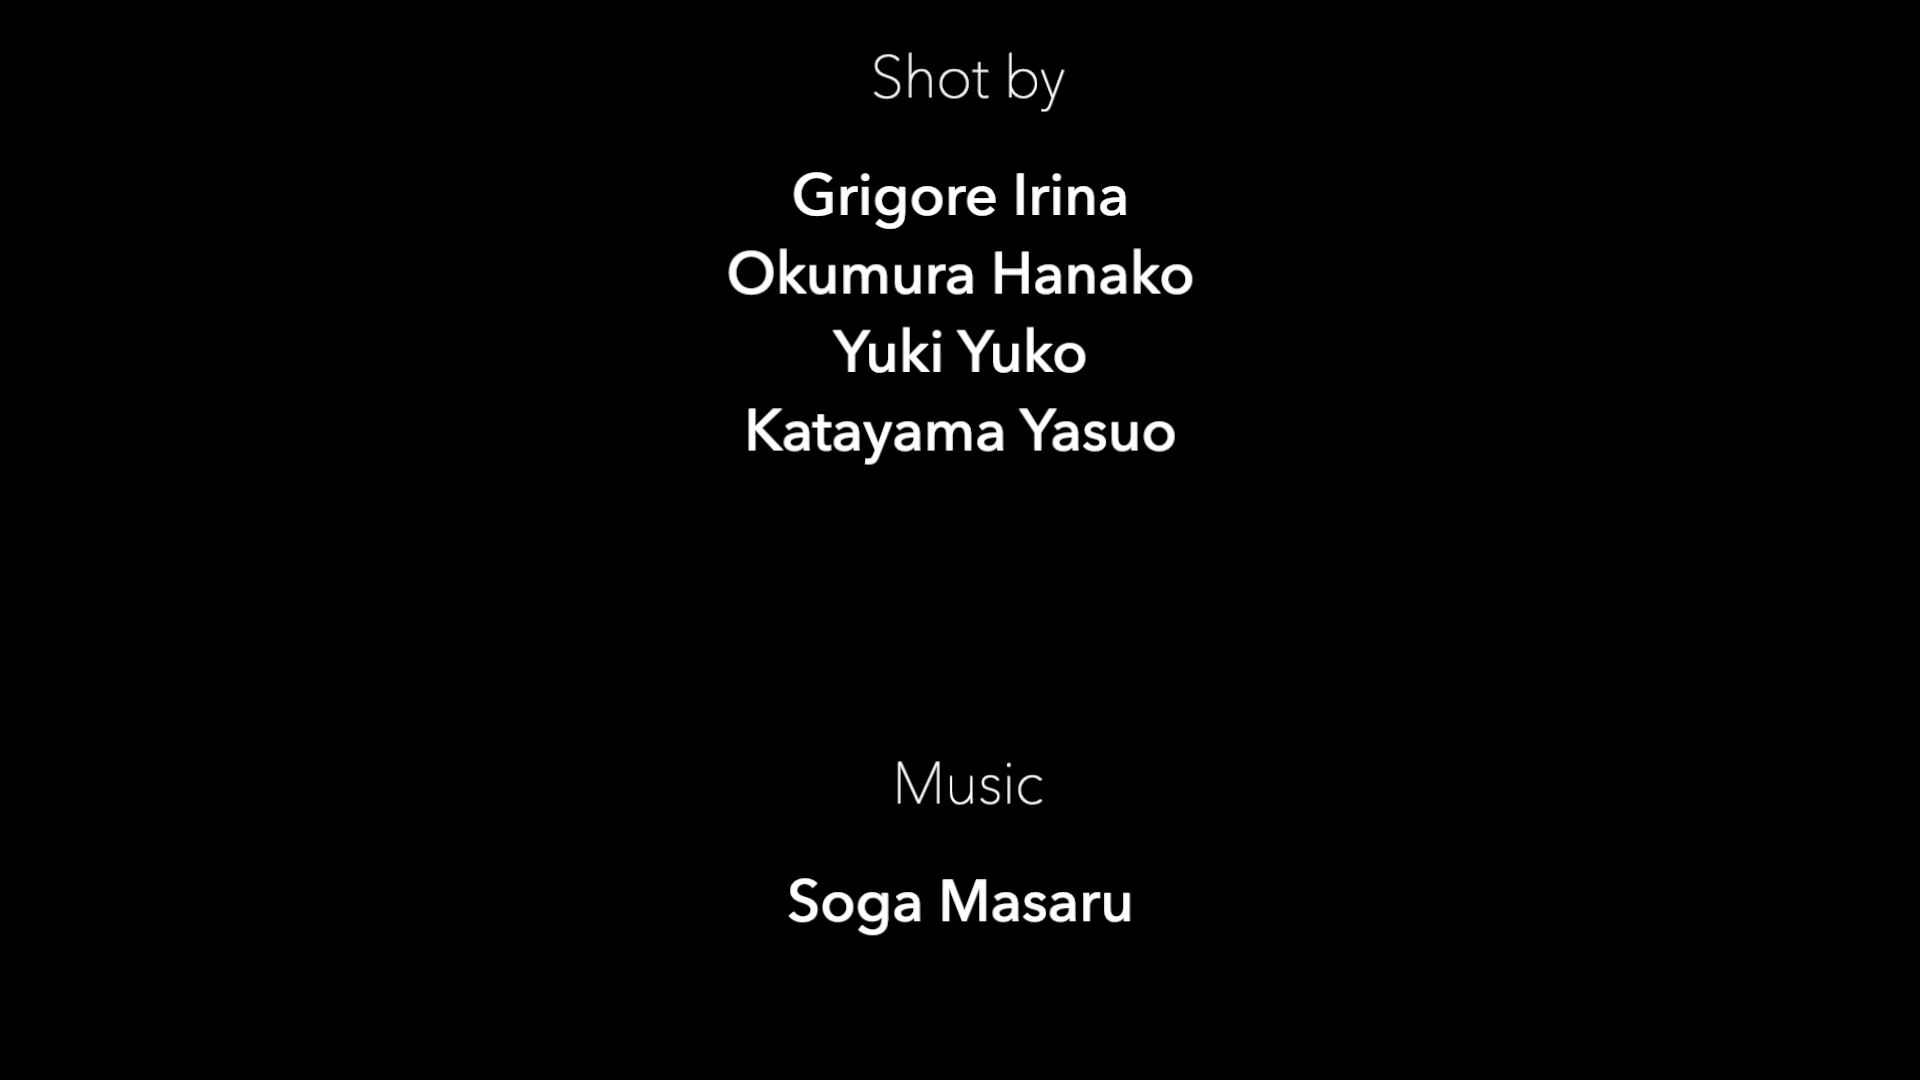 Shot by
Grigore Irina
Okumura Hanako
Yuki Yuko
Katayama Yasuo
Music
Soga Masaru